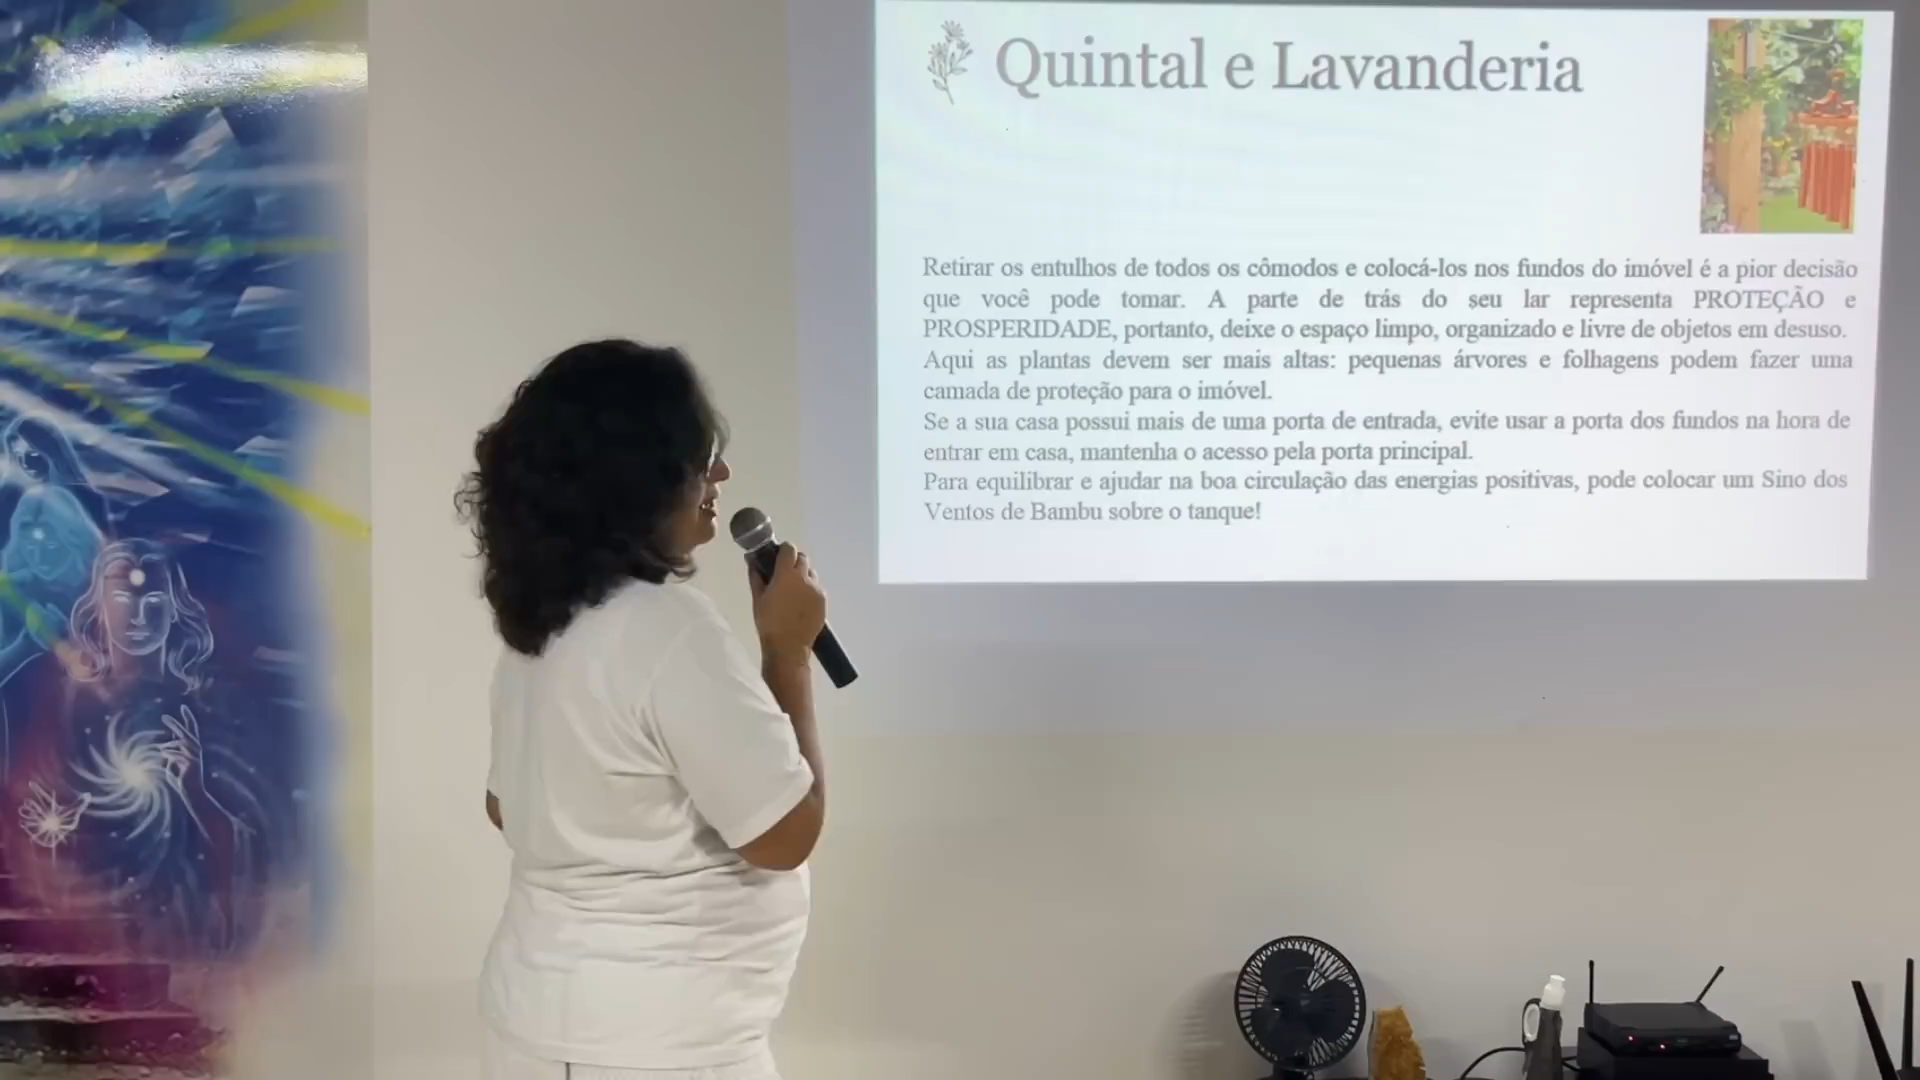 Quintal e Lavanderia
Retirar os entulhos de todos os cômodos e colocá-los nos fundos do imóvel é a pior decisão
que você pode tomar. A parte de trás do seu lar representa PROTEÇÃO e
PROSPERIDADE, portanto, deixe o espaço limpo, organizado e livre de objetos em desuso.
Aqui as plantas devem ser mais altas: pequenas árvores e folhagens podem fazer uma
camada de proteção para o imóvel.
Se a sua casa possui mais de uma porta de entrada, evite usar a porta dos fundos na hora de
entrar em casa, mantenha o acesso pela porta principal.
Para equilibrar e ajudar na boa circulação das energias positivas, pode colocar um Sino dos
Ventos de Bambu sobre o tanque!